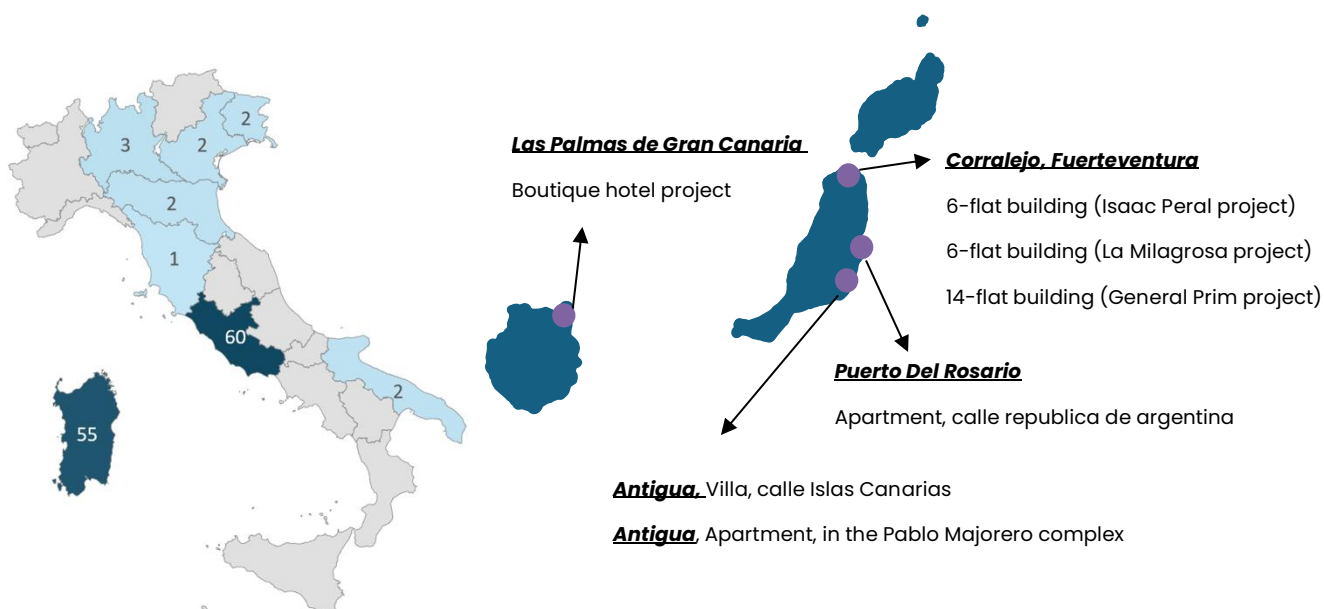 2
3
2
2
1
60
2
55
Las Palmas de Gran Canaria
Boutique hotel project
Corralejo, Fuerteventura
6-flat building (Isaac Peral project)
6-flat building (La Milagrosa project)
14-flat building (General Prim project)
Puerto Del Rosario
Apartment, calle republica de argentina
Antigua, Villa, calle Islas Canarias
Antigua, Apartment, in the Pablo Majorero complex